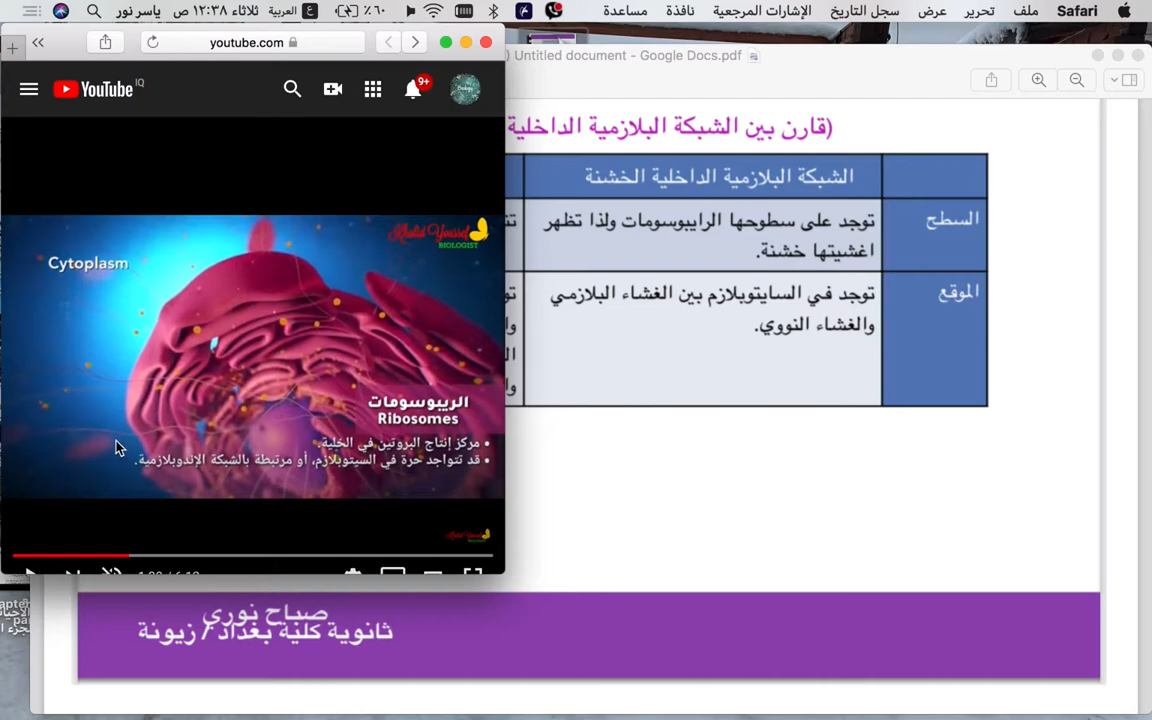 Safari ملف تحرير عرض سجل التاريخ الإشارات المرجعية نافذة مساعدة
٪٦٠ ع العربية ثلاثاء ١٢:٣٨ ص ياسر نور
youtube.com
YouTube IQ
9+
Khalid Youssef
BIOLOGIST
Cytoplasm
الريبوسومات
Ribosomes
• مركز إنتاج البروتين في الخلية.
• قد تتواجد حرة في السيتوبلازم، أو مرتبطة بالشبكة الإندوبلازمية.
Untitled document - Google Docs.pdf
(قارن بين الشبكة البلازمية الداخلية
الشبكة البلازمية الداخلية الخشنة
السطح
توجد على سطوحها الرايبوسومات ولذا تظهر
اغشيتها خشنة.
الموقع
توجد في السايتوبلازم بين الغشاء البلازمي
والغشاء النووي.
صباح نوري
ثانوية كلية بغداد / زيونة